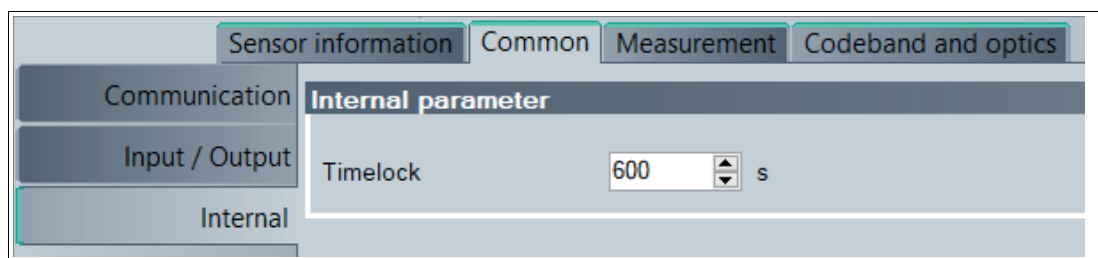 Sensor information Common Measurement Codeband and optics
Communication
Internal parameter
Input / Output
Timelock 600 s
Internal